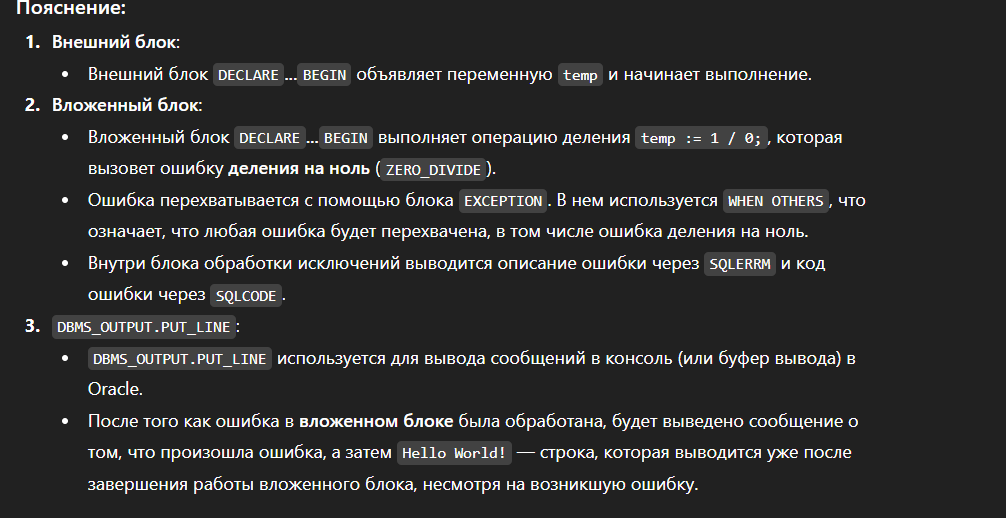 Пояснение:
1. Внешний блок:
• Внешний блок DECLARE...BEGIN объявляет переменную temp и начинает выполнение.
2. Вложенный блок:
• Вложенный блок DECLARE...BEGIN выполняет операцию деления temp := 1 / 0;, которая
вызовет ошибку деления на ноль (ZERO_DIVIDE).
• Ошибка перехватывается с помощью блока EXCEPTION. В нем используется WHEN OTHERS, что
означает, что любая ошибка будет перехвачена, в том числе ошибка деления на ноль.
• Внутри блока обработки исключений выводится описание ошибки через SQLERRM и код
ошибки через SQLCODE.
3. DBMS_OUTPUT.PUT_LINE:
• DBMS_OUTPUT.PUT_LINE используется для вывода сообщений в консоль (или буфер вывода) в
Oracle.
• После того как ошибка в вложенном блоке была обработана, будет выведено сообщение о
том, что произошла ошибка, а затем Hello World! — строка, которая выводится уже после
завершения работы вложенного блока, несмотря на возникшую ошибку.